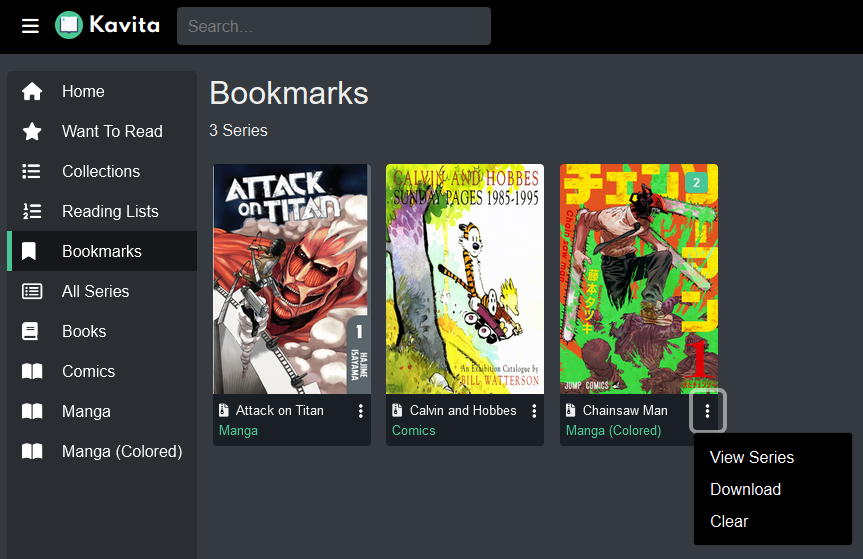 Kavita
Search...
Home
Want To Read
Collections
Reading Lists
Bookmarks
All Series
Books
Comics
Manga
Manga (Colored)
Bookmarks
3 Series
ATTACK
ON TITAN
1
HAJIME
ISAYAMA
Attack on Titan
Manga
CALVIN AND HOBBES
SUNDAY PAGES 1985-1995
An Exhibition Catalogue by
BILL WATTERSON
Calvin and Hobbes
Comics
チェンソーマン
2
Chain saw man
藤本タツキ
1
JUMP COMICS
Chainsaw Man
Manga (Colored)
View Series
Download
Clear